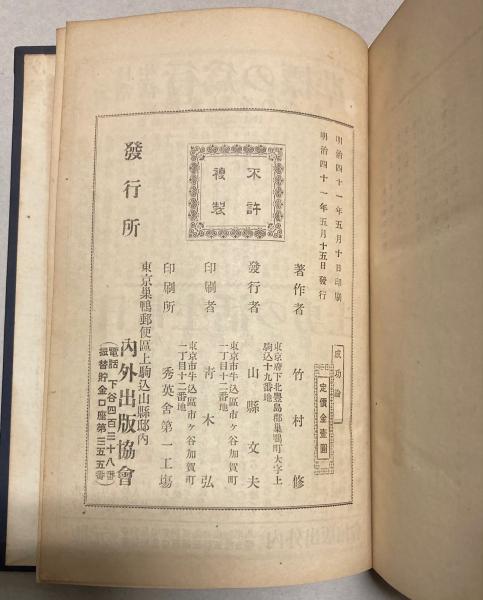 明治四十一年五月十日印刷
明治四十一年五月十五日發行
成功論
定價金壹圓
不許
複製
著作者
竹村修
東京府下北豐島郡巢鴨町大字上
駒込十九番地
發行者
山縣文夫
東京市牛込區市ヶ谷加賀町
一丁目十二番地
印刷者
青木弘
東京市牛込區市ヶ谷加賀町
一丁目十二番地
印刷所
秀英舍第一工場
發行所
東京巢鴨郵便區上駒込山縣邸内
内外出版協會
(電話下谷四百三十八番
振替貯金口座第三五五番)